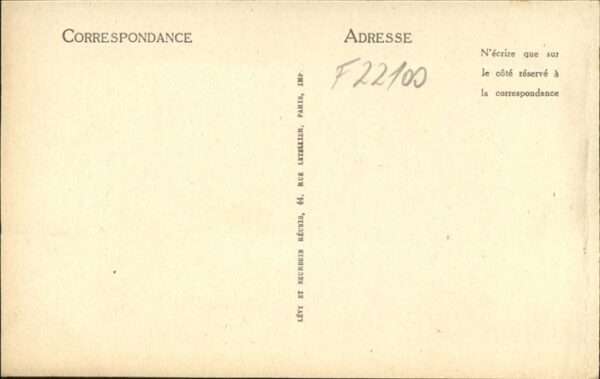 CORRESPONDANCE
ADRESSE
N'écrire que sur
le côté réservé à
la correspondance
F22100
LÉVY ET NEURDEIN RÉUNIS, 44, RUE LETELLIER, PARIS, IMP